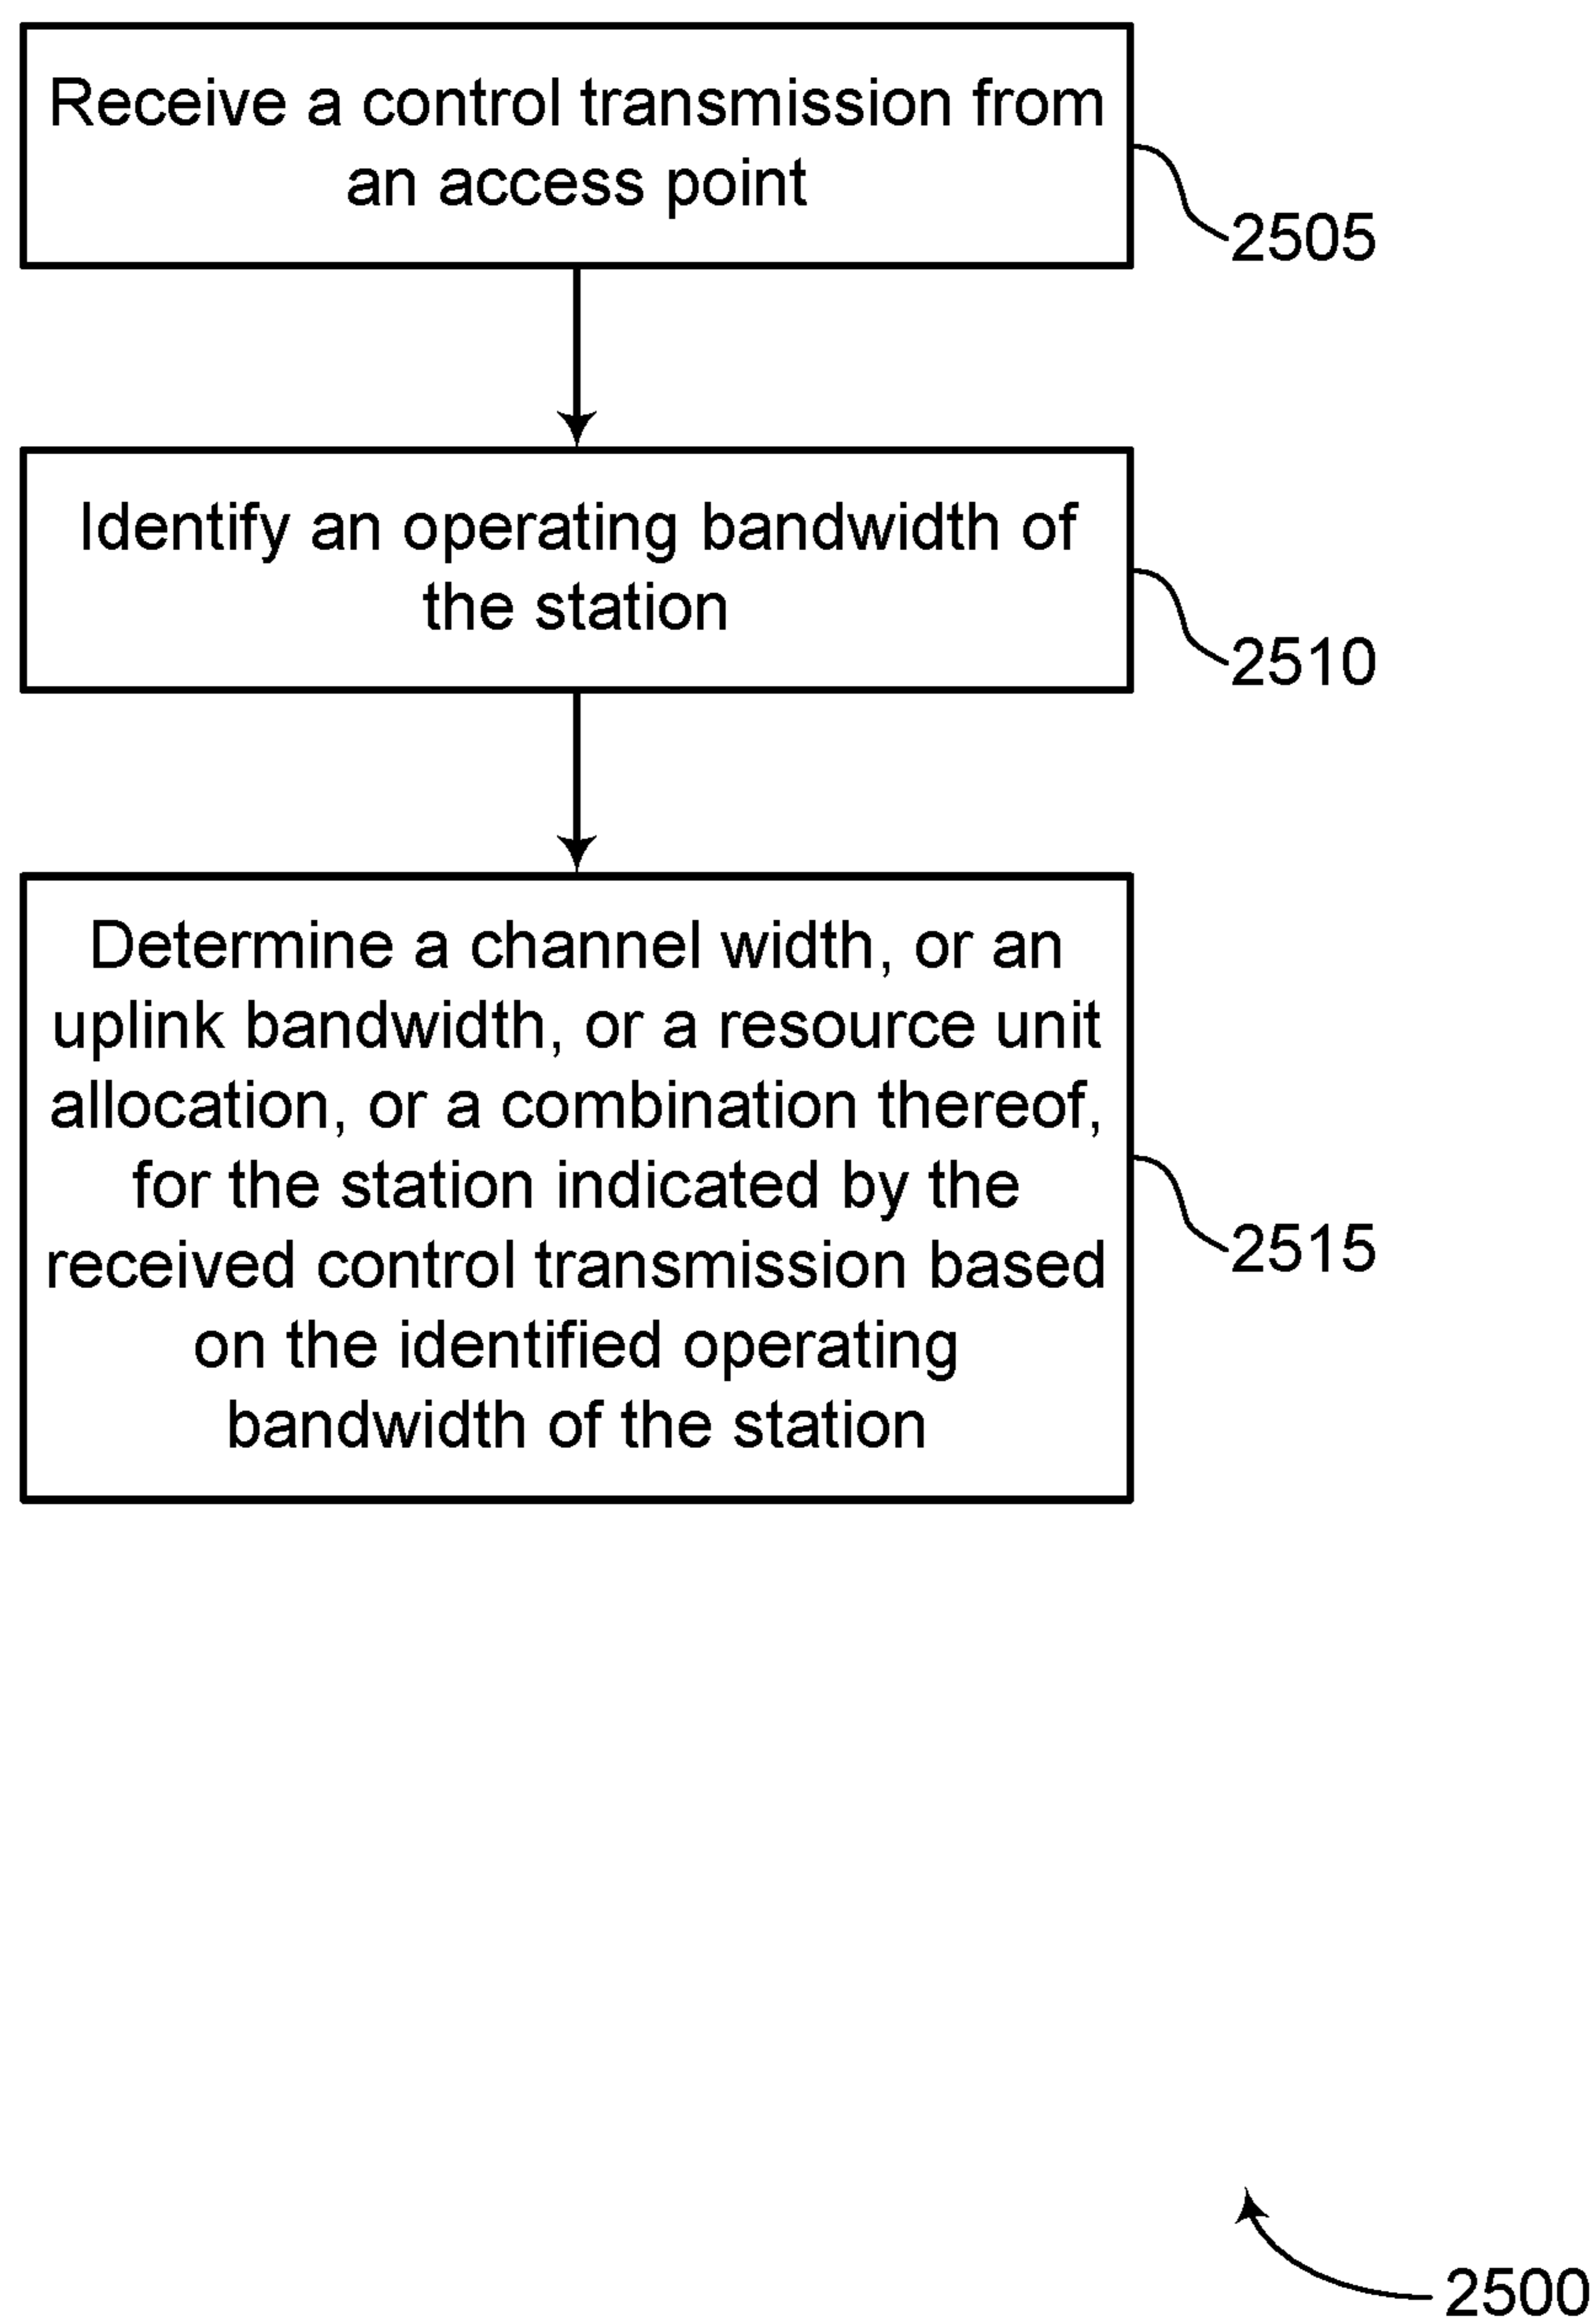 Receive a control transmission from
an access point
2505
Identify an operating bandwidth of
the station
2510
Determine a channel width, or an
uplink bandwidth, or a resource unit
allocation, or a combination thereof,
for the station indicated by the
received control transmission based
on the identified operating
bandwidth of the station
2515
2500